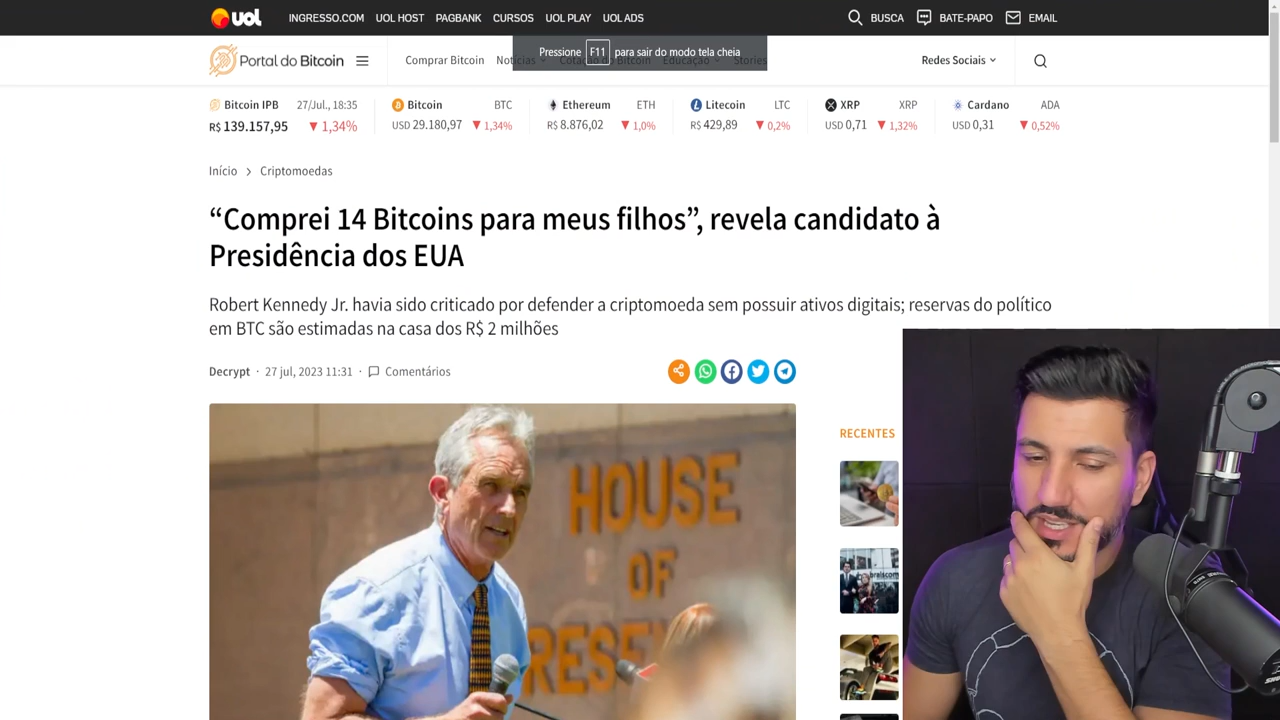 uol INGRESSO.COM UOL HOST PAGBANK CURSOS UOL PLAY UOL ADS BUSCA BATE-PAPO EMAIL
Pressione F11 para sair do modo tela cheia
Portal do Bitcoin Comprar Bitcoin Notícias Cotação do Bitcoin Educação Stories Redes Sociais
Bitcoin IPB 27/Jul., 18:35 Bitcoin BTC Ethereum ETH Litecoin LTC XRP XRP Cardano ADA
R$ 139.157,95 ▼ 1,34% USD 29.180,97 ▼ 1,34% R$ 8.876,02 ▼ 1,0% R$ 429,89 ▼ 0,2% USD 0,71 ▼ 1,32% USD 0,31 ▼ 0,52%
Início > Criptomoedas
“Comprei 14 Bitcoins para meus filhos”, revela candidato à
Presidência dos EUA
Robert Kennedy Jr. havia sido criticado por defender a criptomoeda sem possuir ativos digitais; reservas do político
em BTC são estimadas na casa dos R$ 2 milhões
Decrypt · 27 jul, 2023 11:31 · Comentários
RECENTES
HOUSE
OF